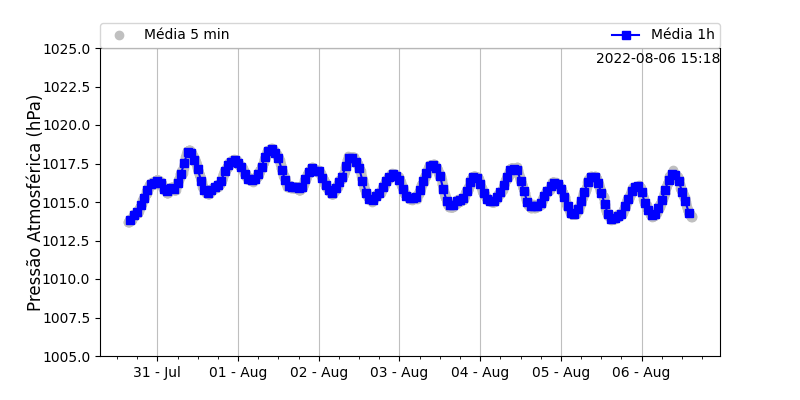 Média 5 min
Média 1h
2022-08-06 15:18
Pressão Atmosférica (hPa)
1025.0
1022.5
1020.0
1017.5
1015.0
1012.5
1010.0
1007.5
1005.0
31 - Jul
01 - Aug
02 - Aug
03 - Aug
04 - Aug
05 - Aug
06 - Aug